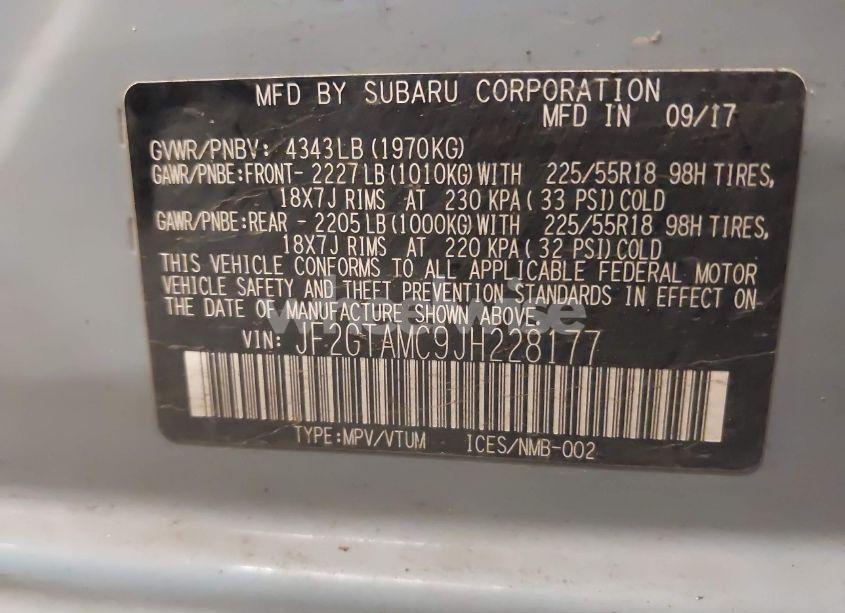 MFD BY SUBARU CORPORATION
MFD IN 09/17
GVWR/PNBV: 4343LB (1970KG)
GAWR/PNBE:FRONT- 2227 LB (1010KG) WITH 225/55R18 98H TIRES,
18X7J RIMS AT 230 KPA ( 33 PSI) COLD
GAWR/PNBE:REAR - 2205 LB (1000KG) WITH 225/55R18 98H TIRES,
18X7J RIMS AT 220 KPA ( 32 PSI) COLD
THIS VEHICLE CONFORMS TO ALL APPLICABLE FEDERAL MOTOR
VEHICLE SAFETY AND THEFT PREVENTION STANDARDS IN EFFECT ON
THE DATE OF MANUFACTURE SHOWN ABOVE.
VIN: JF2GTAMC9JH228177
TYPE:MPV/VTUM ICES/NMB-002